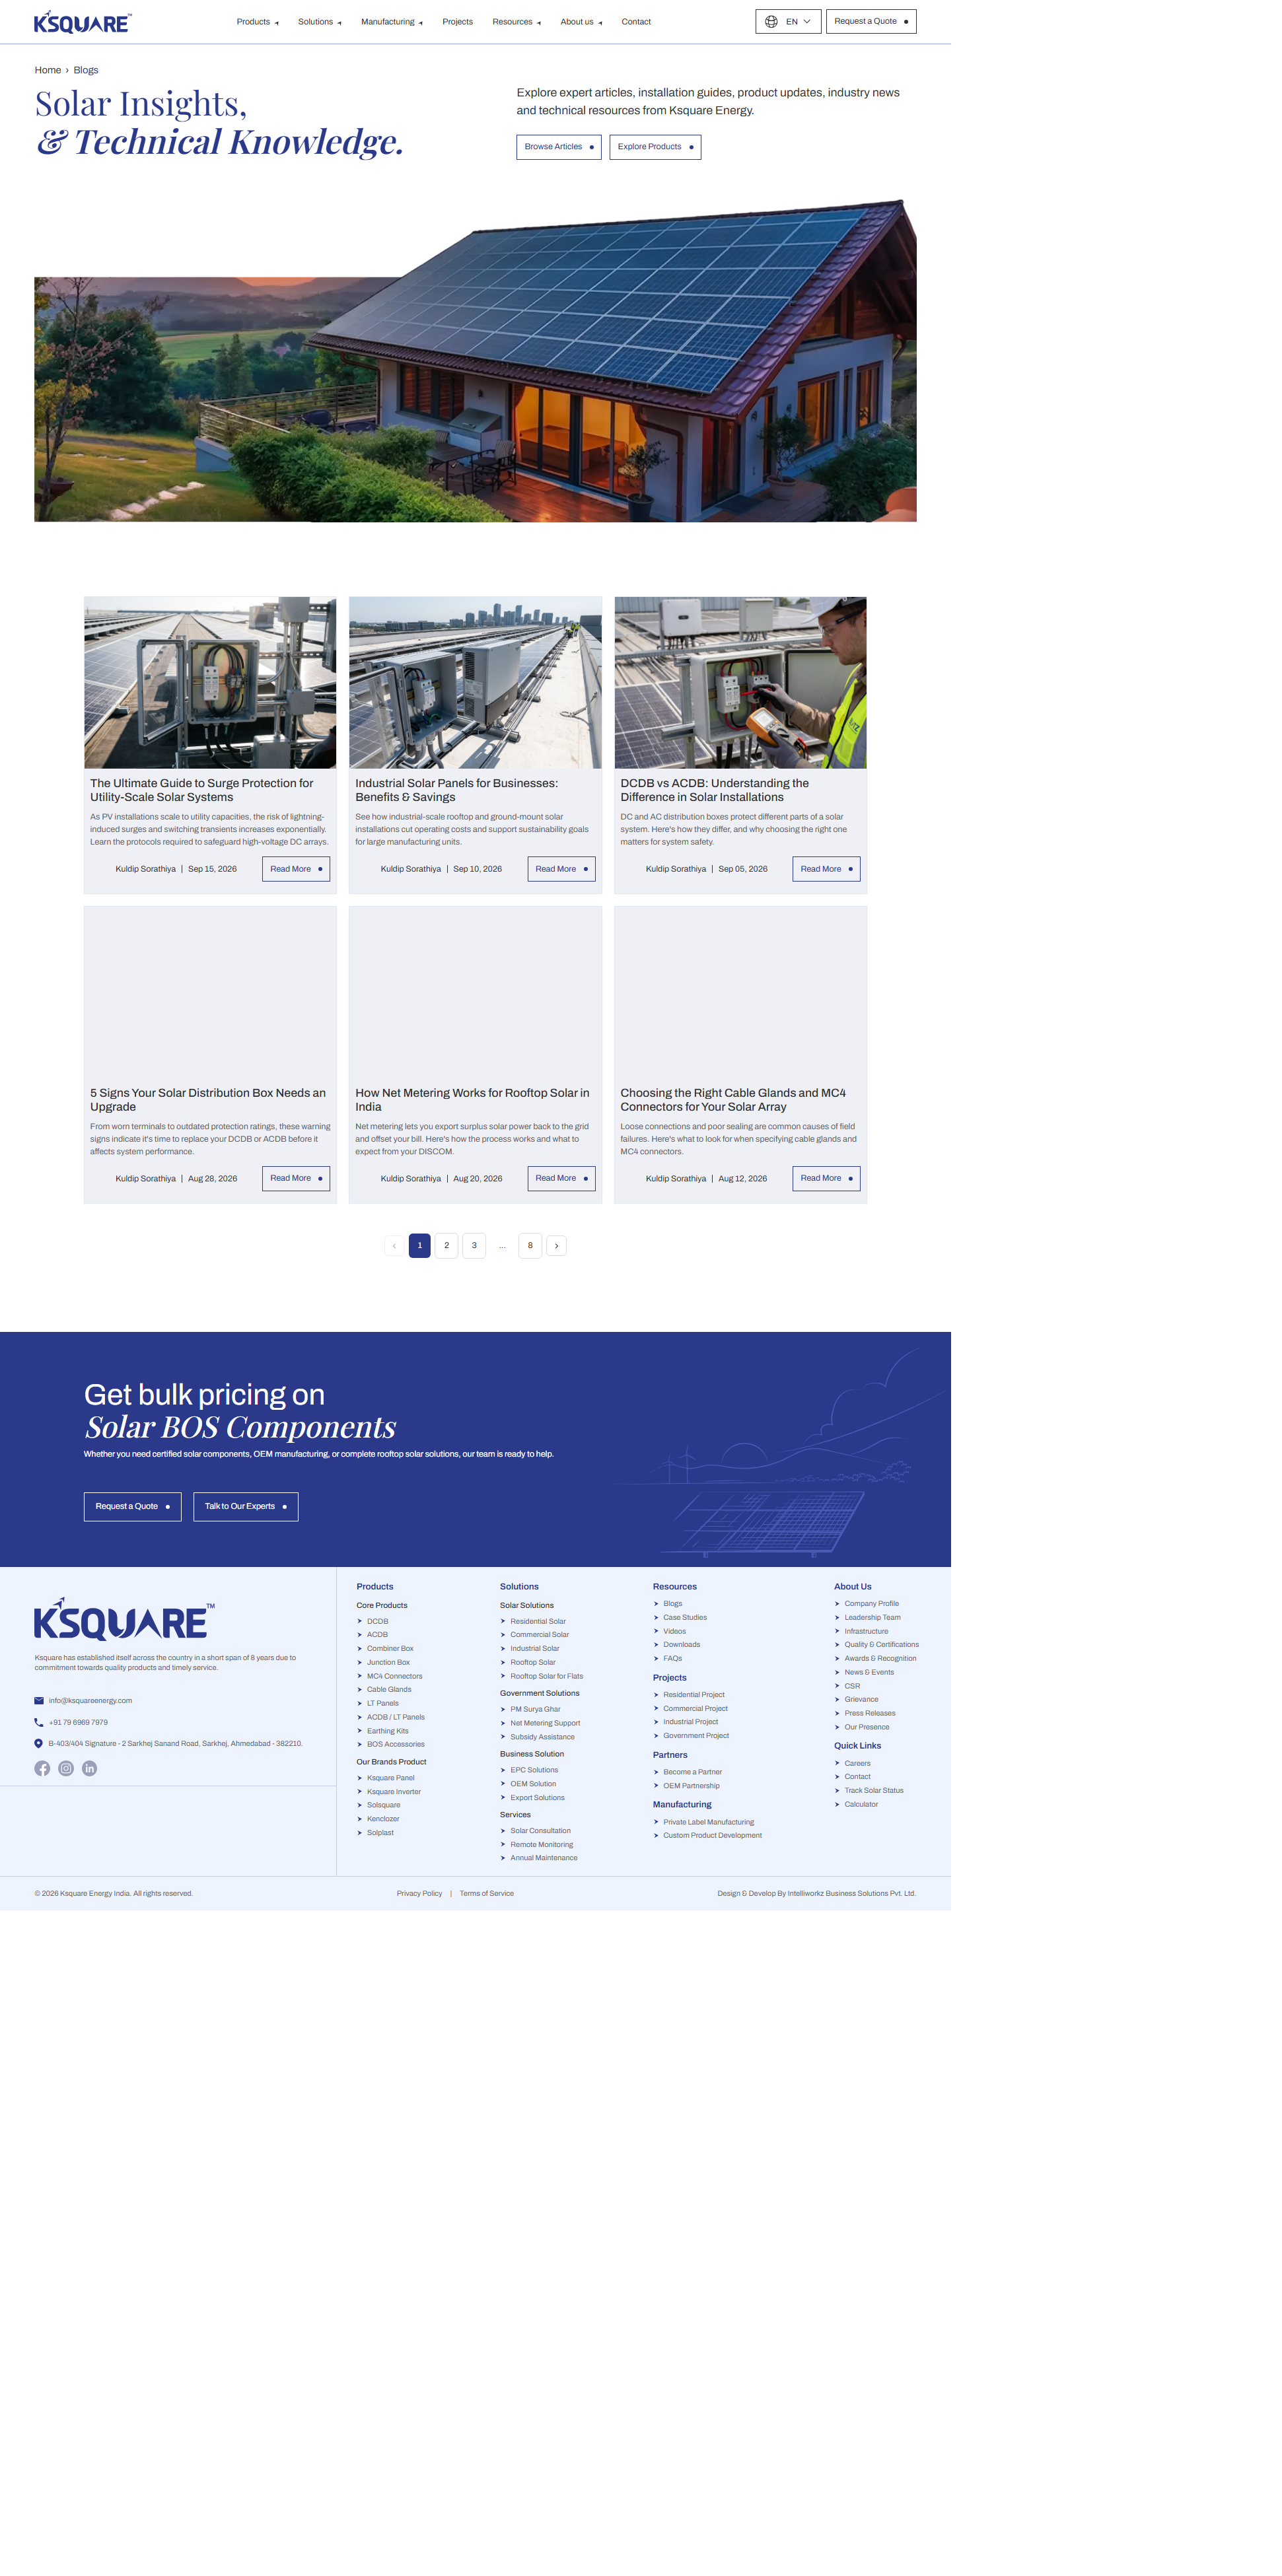 KSQUARE™
Products
Solutions
Manufacturing
Projects
Resources
About us
Contact
EN
Request a Quote
Home › Blogs
Solar Insights,
& Technical Knowledge.
Explore expert articles, installation guides, product updates, industry news
and technical resources from Ksquare Energy.
Browse Articles
Explore Products
The Ultimate Guide to Surge Protection for
Utility-Scale Solar Systems
As PV installations scale to utility capacities, the risk of lightning-
induced surges and switching transients increases exponentially.
Learn the protocols required to safeguard high-voltage DC arrays.
Kuldip Sorathiya | Sep 15, 2026
Read More
Industrial Solar Panels for Businesses:
Benefits & Savings
See how industrial-scale rooftop and ground-mount solar
installations cut operating costs and support sustainability goals
for large manufacturing units.
Kuldip Sorathiya | Sep 10, 2026
Read More
DCDB vs ACDB: Understanding the
Difference in Solar Installations
DC and AC distribution boxes protect different parts of a solar
system. Here's how they differ, and why choosing the right one
matters for system safety.
Kuldip Sorathiya | Sep 05, 2026
Read More
5 Signs Your Solar Distribution Box Needs an
Upgrade
From worn terminals to outdated protection ratings, these warning
signs indicate it's time to replace your DCDB or ACDB before it
affects system performance.
Kuldip Sorathiya | Aug 28, 2026
Read More
How Net Metering Works for Rooftop Solar in
India
Net metering lets you export surplus solar power back to the grid
and offset your bill. Here's how the process works and what to
expect from your DISCOM.
Kuldip Sorathiya | Aug 20, 2026
Read More
Choosing the Right Cable Glands and MC4
Connectors for Your Solar Array
Loose connections and poor sealing are common causes of field
failures. Here's what to look for when specifying cable glands and
MC4 connectors.
Kuldip Sorathiya | Aug 12, 2026
Read More
‹ 1 2 3 ... 8 ›
Get bulk pricing on
Solar BOS Components
Whether you need certified solar components, OEM manufacturing, or complete rooftop solar solutions, our team is ready to help.
Request a Quote
Talk to Our Experts
KSQUARE™
Ksquare has established itself across the country in a short span of 8 years due to
commitment towards quality products and timely service.
info@ksquareenergy.com
+91 79 6969 7979
B-403/404 Signature - 2 Sarkhej Sanand Road, Sarkhej, Ahmedabad - 382210.
Products
Core Products
DCDB
ACDB
Combiner Box
Junction Box
MC4 Connectors
Cable Glands
LT Panels
ACDB / LT Panels
Earthing Kits
BOS Accessories
Our Brands Product
Ksquare Panel
Ksquare Inverter
Solsquare
Kenclozer
Solplast
Solutions
Solar Solutions
Residential Solar
Commercial Solar
Industrial Solar
Rooftop Solar
Rooftop Solar for Flats
Government Solutions
PM Surya Ghar
Net Metering Support
Subsidy Assistance
Business Solution
EPC Solutions
OEM Solution
Export Solutions
Services
Solar Consultation
Remote Monitoring
Annual Maintenance
Resources
Blogs
Case Studies
Videos
Downloads
FAQs
Projects
Residential Project
Commercial Project
Industrial Project
Government Project
Partners
Become a Partner
OEM Partnership
Manufacturing
Private Label Manufacturing
Custom Product Development
About Us
Company Profile
Leadership Team
Infrastructure
Quality & Certifications
Awards & Recognition
News & Events
CSR
Grievance
Press Releases
Our Presence
Quick Links
Careers
Contact
Track Solar Status
Calculator
© 2026 Ksquare Energy India. All rights reserved.
Privacy Policy | Terms of Service
Design & Develop By Intelliworkz Business Solutions Pvt. Ltd.